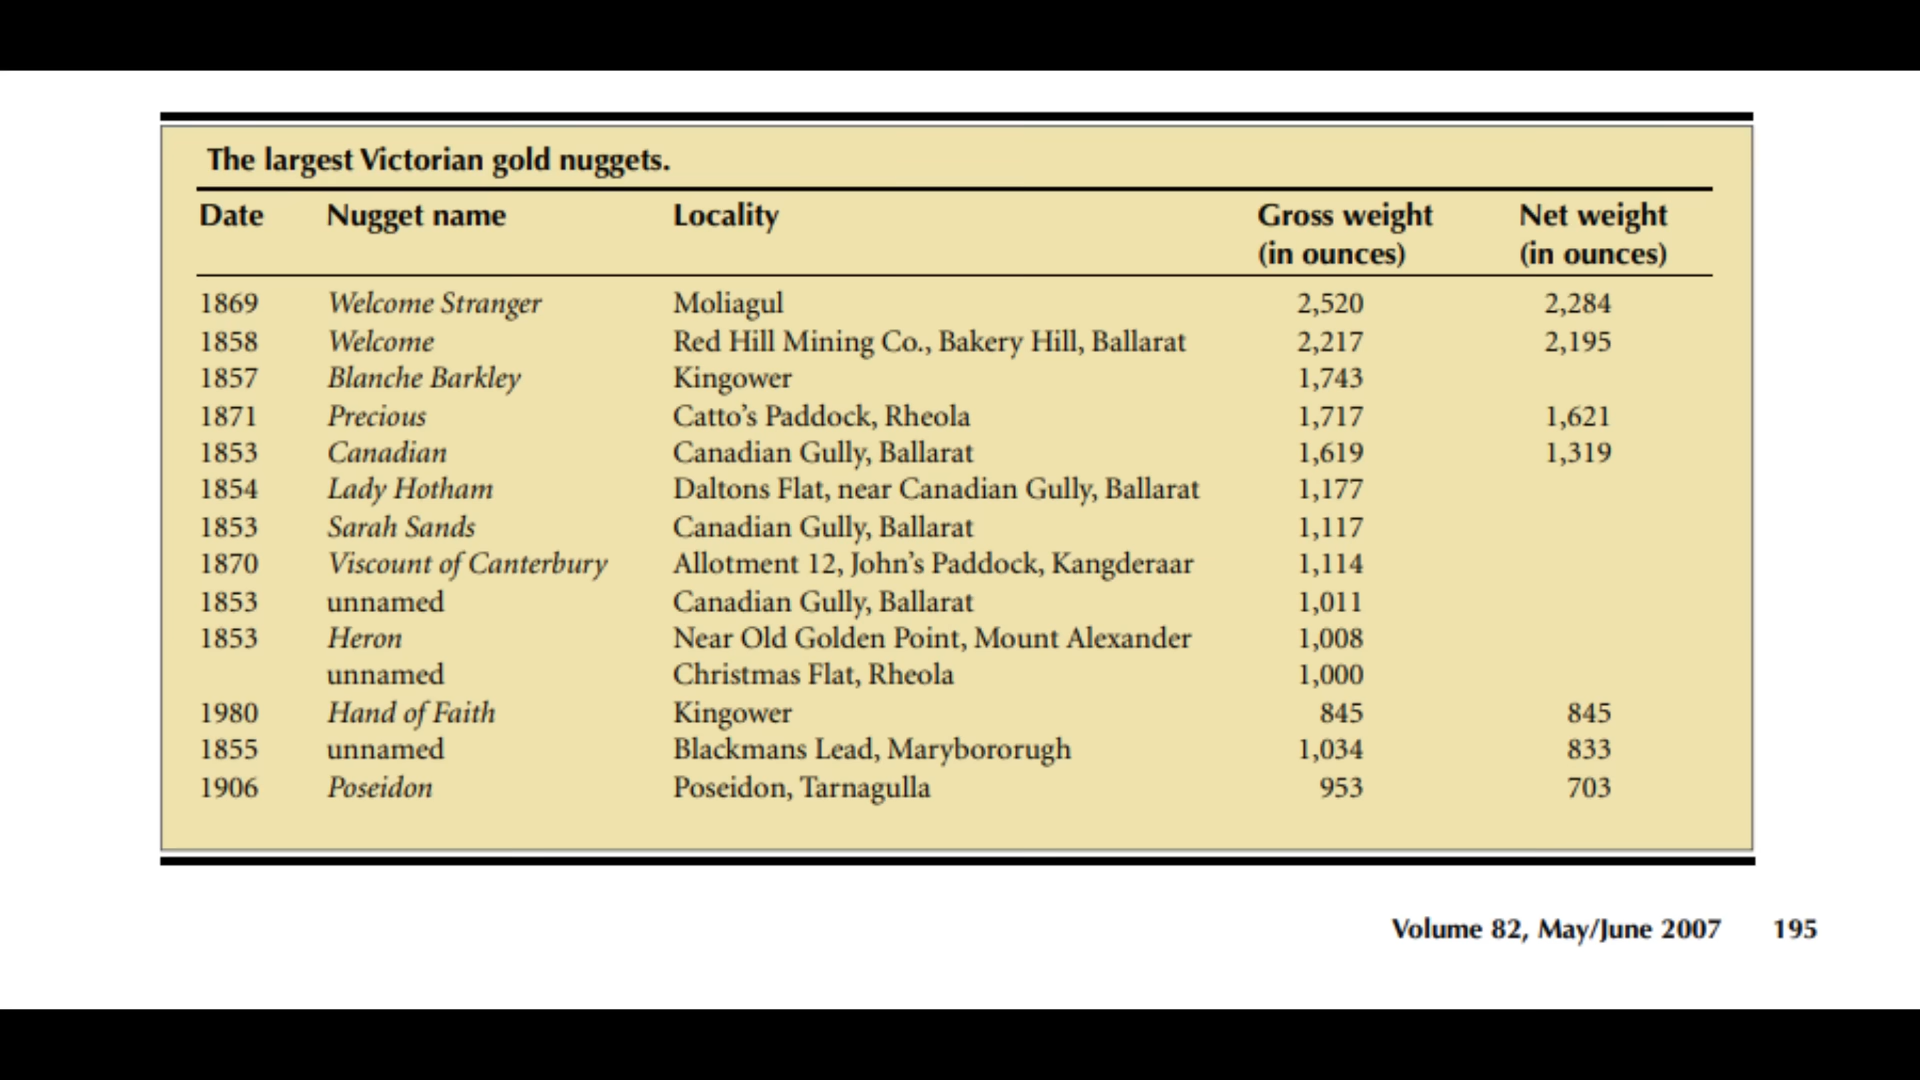 The largest Victorian gold nuggets.
Date Nugget name Locality Gross weight (in ounces) Net weight (in ounces)
1869 Welcome Stranger Moliagul 2,520 2,284
1858 Welcome Red Hill Mining Co., Bakery Hill, Ballarat 2,217 2,195
1857 Blanche Barkley Kingower 1,743
1871 Precious Catto's Paddock, Rheola 1,717 1,621
1853 Canadian Canadian Gully, Ballarat 1,619 1,319
1854 Lady Hotham Daltons Flat, near Canadian Gully, Ballarat 1,177
1853 Sarah Sands Canadian Gully, Ballarat 1,117
1870 Viscount of Canterbury Allotment 12, John's Paddock, Kangderaar 1,114
1853 unnamed Canadian Gully, Ballarat 1,011
1853 Heron Near Old Golden Point, Mount Alexander 1,008
unnamed Christmas Flat, Rheola 1,000
1980 Hand of Faith Kingower 845 845
1855 unnamed Blackmans Lead, Marybororugh 1,034 833
1906 Poseidon Poseidon, Tarnagulla 953 703
Volume 82, May/June 2007 195